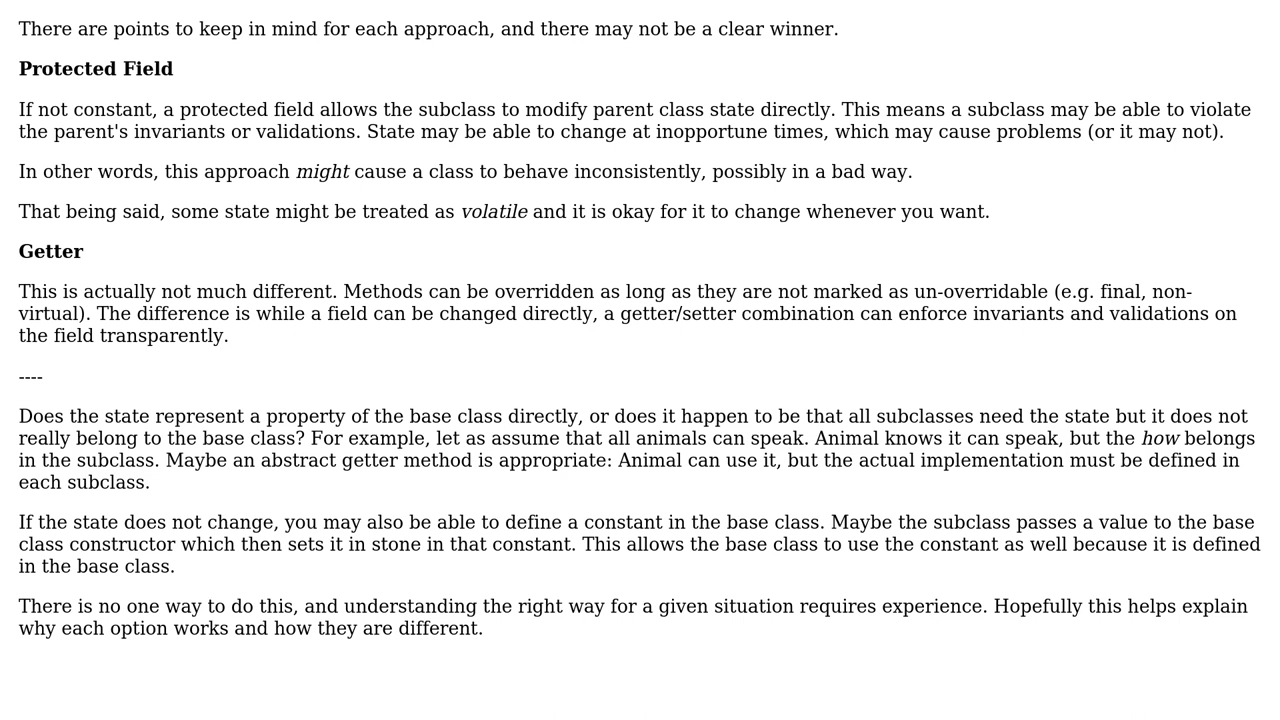 There are points to keep in mind for each approach, and there may not be a clear winner.
Protected Field
If not constant, a protected field allows the subclass to modify parent class state directly. This means a subclass may be able to violate
the parent's invariants or validations. State may be able to change at inopportune times, which may cause problems (or it may not).
In other words, this approach might cause a class to behave inconsistently, possibly in a bad way.
That being said, some state might be treated as volatile and it is okay for it to change whenever you want.
Getter
This is actually not much different. Methods can be overridden as long as they are not marked as un-overridable (e.g. final, non-
virtual). The difference is while a field can be changed directly, a getter/setter combination can enforce invariants and validations on
the field transparently.
----
Does the state represent a property of the base class directly, or does it happen to be that all subclasses need the state but it does not
really belong to the base class? For example, let as assume that all animals can speak. Animal knows it can speak, but the how belongs
in the subclass. Maybe an abstract getter method is appropriate: Animal can use it, but the actual implementation must be defined in
each subclass.
If the state does not change, you may also be able to define a constant in the base class. Maybe the subclass passes a value to the base
class constructor which then sets it in stone in that constant. This allows the base class to use the constant as well because it is defined
in the base class.
There is no one way to do this, and understanding the right way for a given situation requires experience. Hopefully this helps explain
why each option works and how they are different.